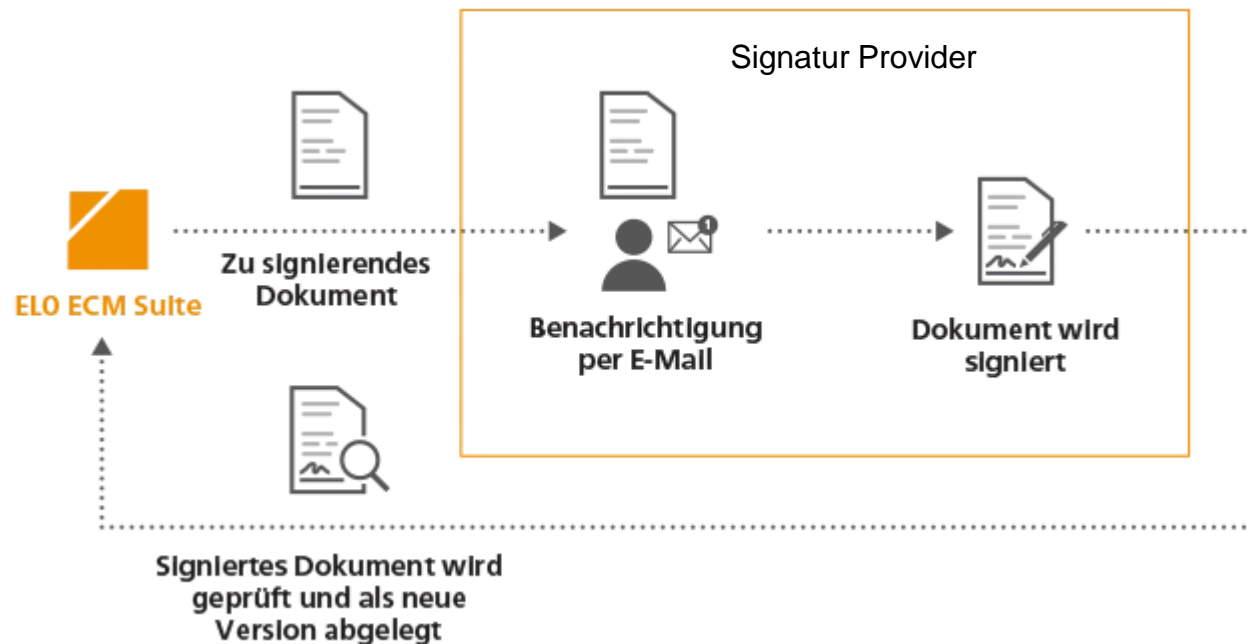 Signatur Provider
1
Zu signierendes
Dokument
ELO ECM Suite
Benachrichtigung
per E-Mail
Dokument wird
signiert
Signiertes Dokument wird
geprüft und als neue
Version abgelegt